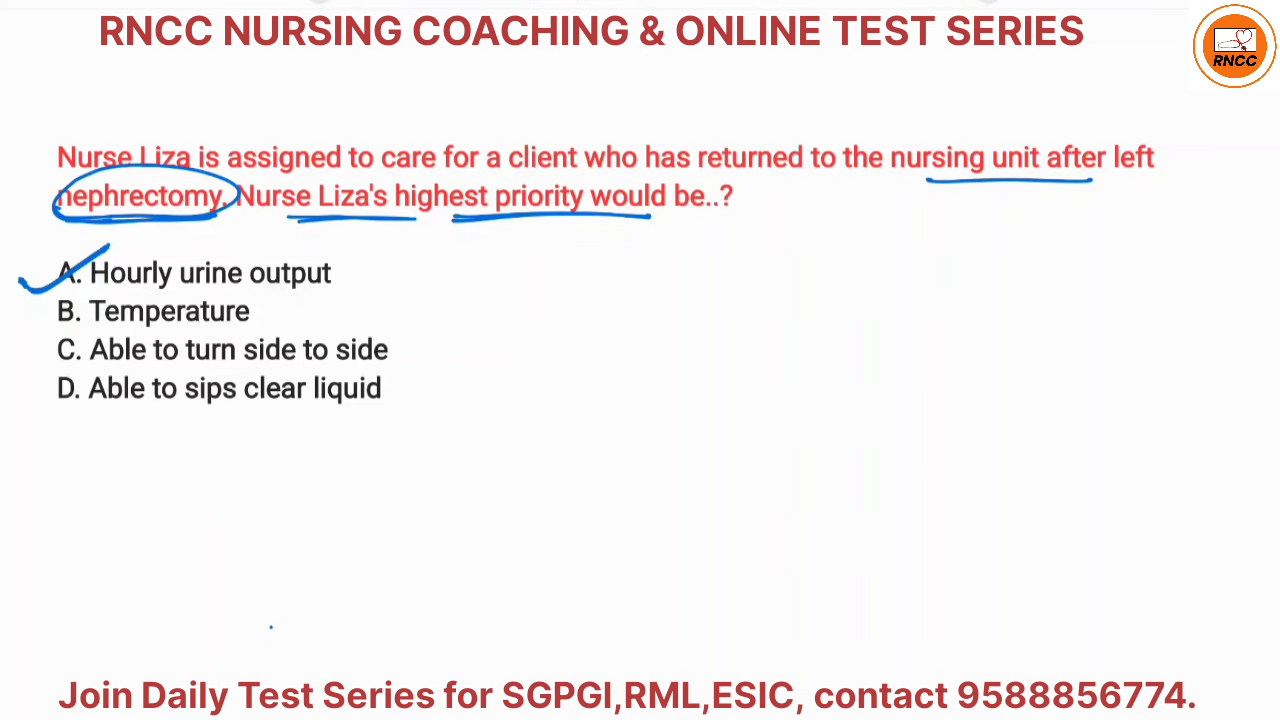 RNCC NURSING COACHING & ONLINE TEST SERIES
RNCC
Nurse Liza is assigned to care for a client who has returned to the nursing unit after left
nephrectomy. Nurse Liza's highest priority would be..?
A. Hourly urine output
B. Temperature
C. Able to turn side to side
D. Able to sips clear liquid
Join Daily Test Series for SGPGI,RML,ESIC, contact 9588856774.